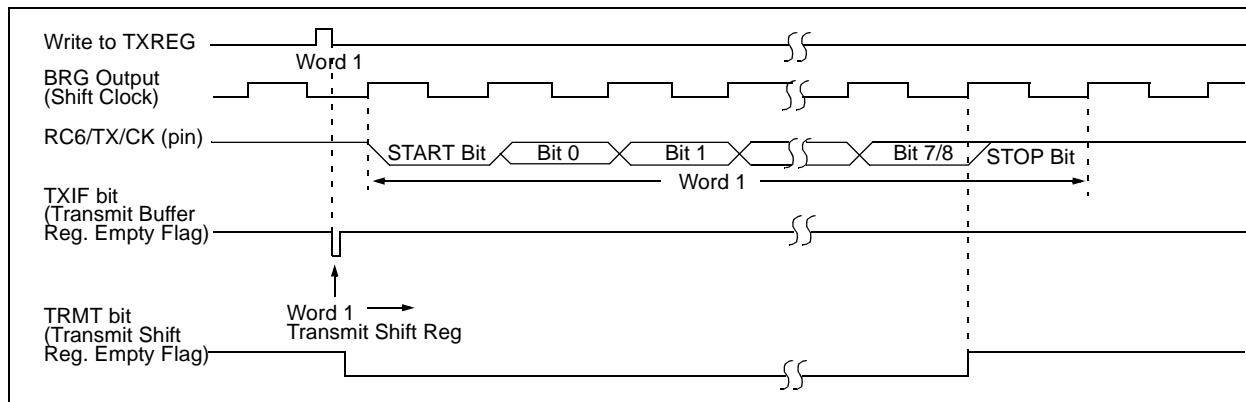 Write to TXREG
Word 1
BRG Output
(Shift Clock)
RC6/TX/CK (pin)
START Bit
Bit 0
Bit 1
Bit 7/8
STOP Bit
Word 1
TXIF bit
(Transmit Buffer
Reg. Empty Flag)
Word 1
Transmit Shift Reg
TRMT bit
(Transmit Shift
Reg. Empty Flag)